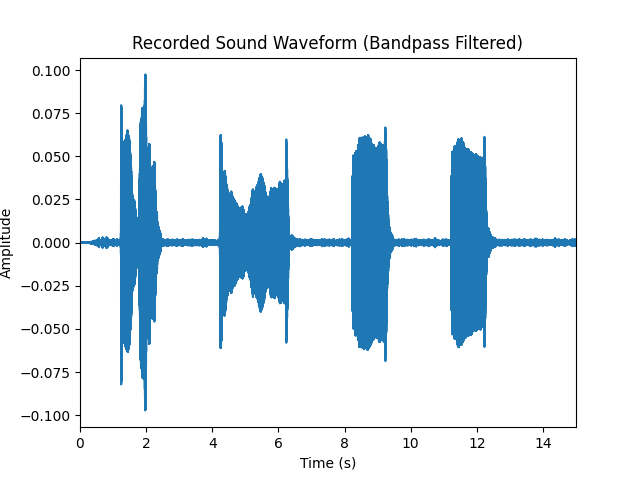 Recorded Sound Waveform (Bandpass Filtered)
0.100
0.075
0.050
0.025
0.000
−0.025
−0.050
−0.075
−0.100
Amplitude
0 2 4 6 8 10 12 14
Time (s)